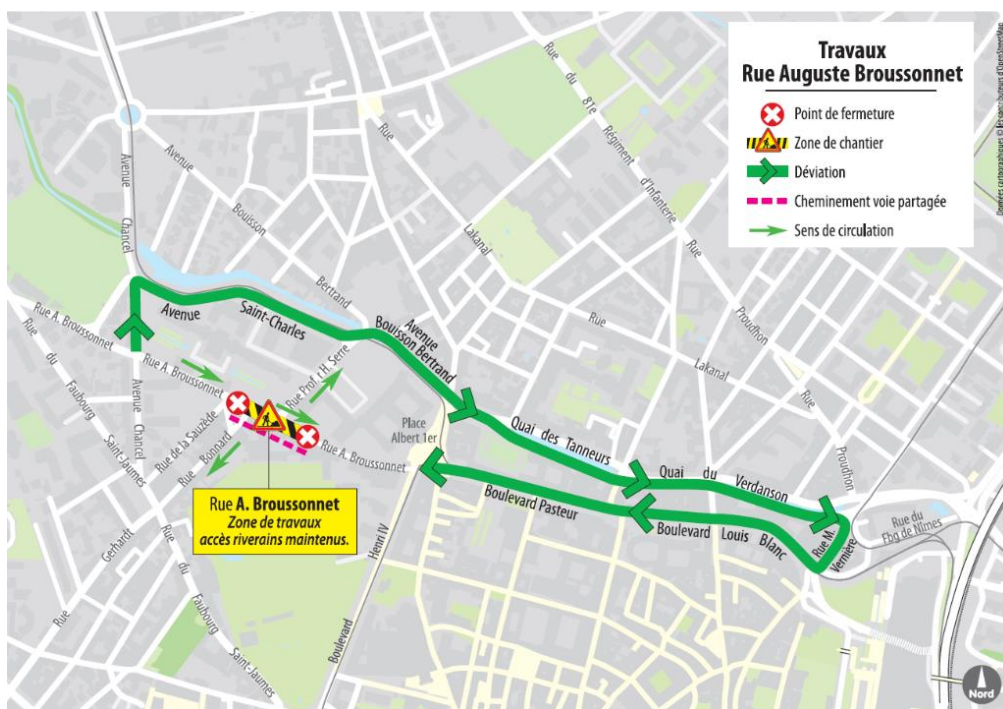 Travaux
Rue Auguste Broussonnet
Point de fermeture
Zone de chantier
Déviation
Cheminement voie partagée
Sens de circulation
Données cartographiques © les contributeurs d'OpenStreetMap
Rue du 81e Régiment d'Infanterie
Rue Lakanal
Avenue Chancel
Avenue Bouisson Bertrand
Rue Proudhon
Rue Lakanal
Avenue Saint-Charles
Avenue
Bouisson Bertrand
Rue A. Broussonnet
Rue A. Broussonnet
Rue Prof. r H. Serre
Rue du Faubourg Saint-Jaumes
Avenue Chancel
Rue de la Sauzède
Rue Bonnard
Rue A. Broussonnet
Place
Albert 1er
Quai des Tanneurs
Quai du Verdanson
Proudhon
Boulevard Pasteur
Boulevard Louis Blanc
Rue M.
Vernière
Rue du
Fbg de Nîmes
Rue A. Broussonnet
Zone de travaux
accès riverains maintenus.
Rue Gerhardt
Rue du Faubourg Saint-Jaumes
Boulevard Henri IV
Nord